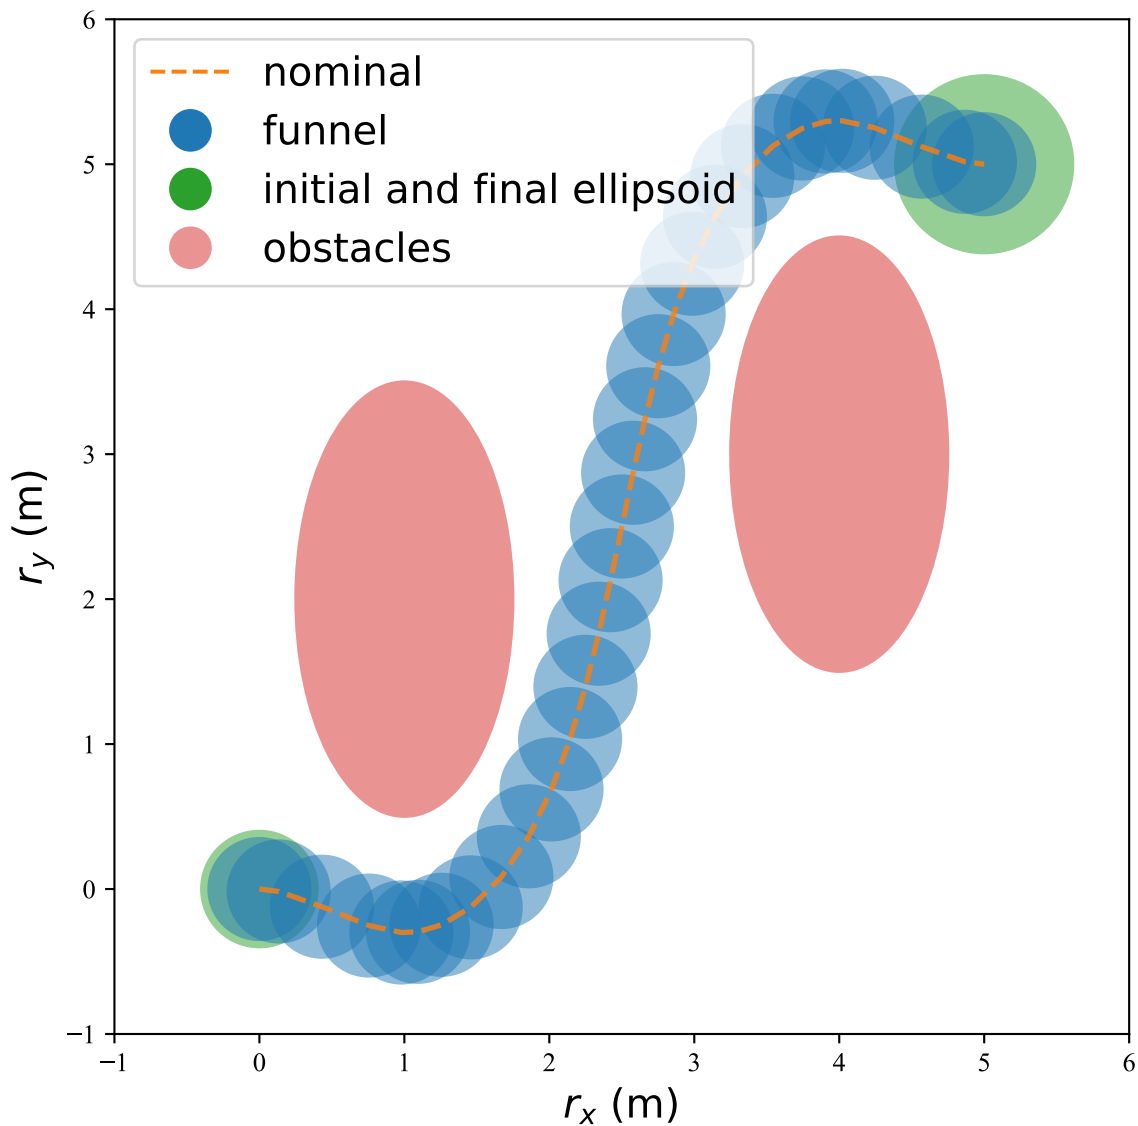 6
5
4
3
2
1
0
−1
nominal
funnel
initial and final ellipsoid
obstacles
r_y (m)
−1 0 1 2 3 4 5 6
r_x (m)